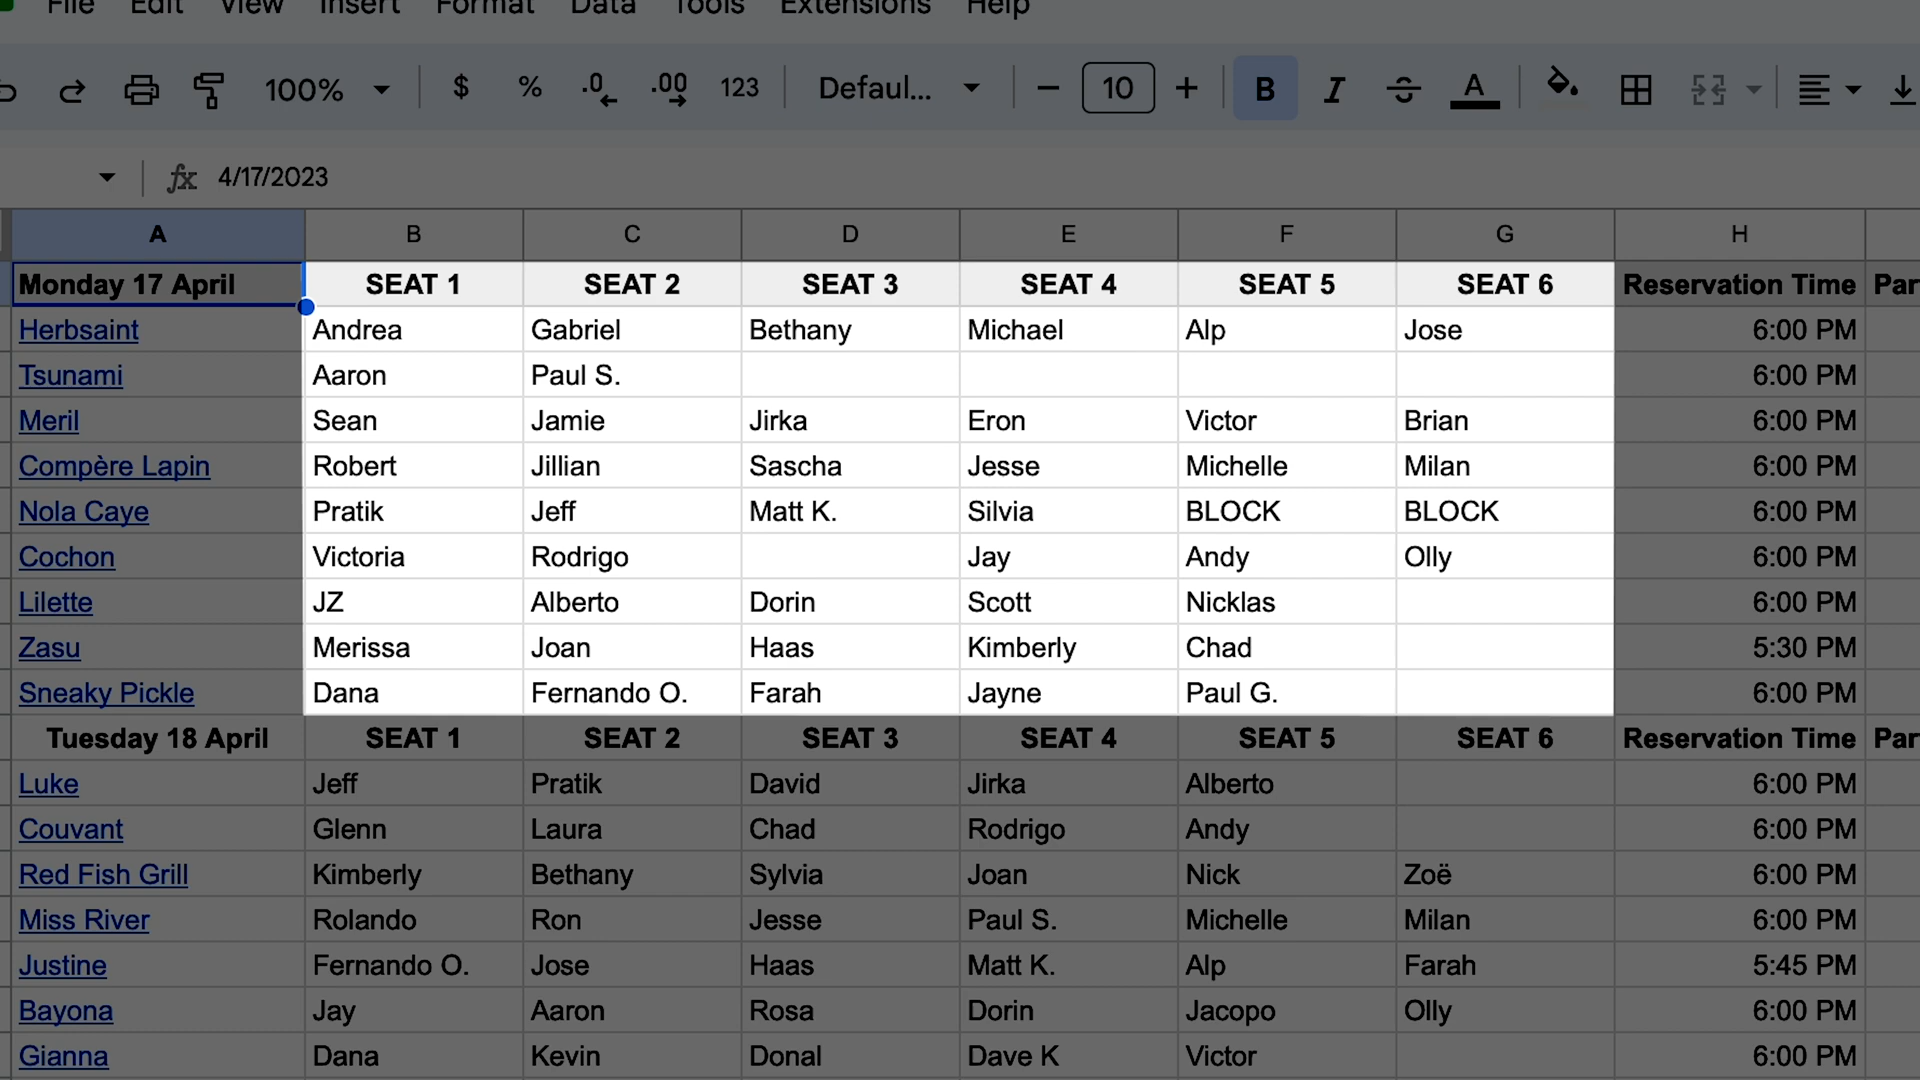 File Edit View Insert Format Data Tools Extensions Help
100% $ % .0 .00 123 Defaul... 10 B I A
fx 4/17/2023
A B C D E F G H
Monday 17 April SEAT 1 SEAT 2 SEAT 3 SEAT 4 SEAT 5 SEAT 6 Reservation Time Par
Herbsaint Andrea Gabriel Bethany Michael Alp Jose 6:00 PM
Tsunami Aaron Paul S. 6:00 PM
Meril Sean Jamie Jirka Eron Victor Brian 6:00 PM
Compère Lapin Robert Jillian Sascha Jesse Michelle Milan 6:00 PM
Nola Caye Pratik Jeff Matt K. Silvia BLOCK BLOCK 6:00 PM
Cochon Victoria Rodrigo Jay Andy Olly 6:00 PM
Lilette JZ Alberto Dorin Scott Nicklas 6:00 PM
Zasu Merissa Joan Haas Kimberly Chad 5:30 PM
Sneaky Pickle Dana Fernando O. Farah Jayne Paul G. 6:00 PM
Tuesday 18 April SEAT 1 SEAT 2 SEAT 3 SEAT 4 SEAT 5 SEAT 6 Reservation Time Par
Luke Jeff Pratik David Jirka Alberto 6:00 PM
Couvant Glenn Laura Chad Rodrigo Andy 6:00 PM
Red Fish Grill Kimberly Bethany Sylvia Joan Nick Zoë 6:00 PM
Miss River Rolando Ron Jesse Paul S. Michelle Milan 6:00 PM
Justine Fernando O. Jose Haas Matt K. Alp Farah 5:45 PM
Bayona Jay Aaron Rosa Dorin Jacopo Olly 6:00 PM
Gianna Dana Kevin Donal Dave K Victor 6:00 PM